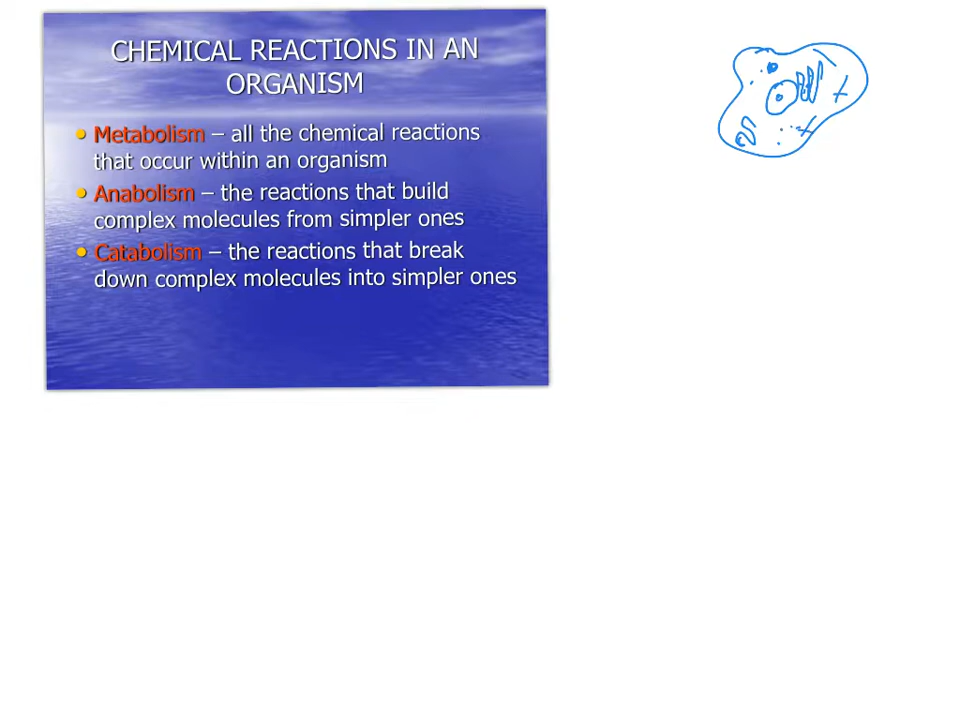 CHEMICAL REACTIONS IN AN
ORGANISM
• Metabolism – all the chemical reactions
that occur within an organism
• Anabolism – the reactions that build
complex molecules from simpler ones
• Catabolism – the reactions that break
down complex molecules into simpler ones